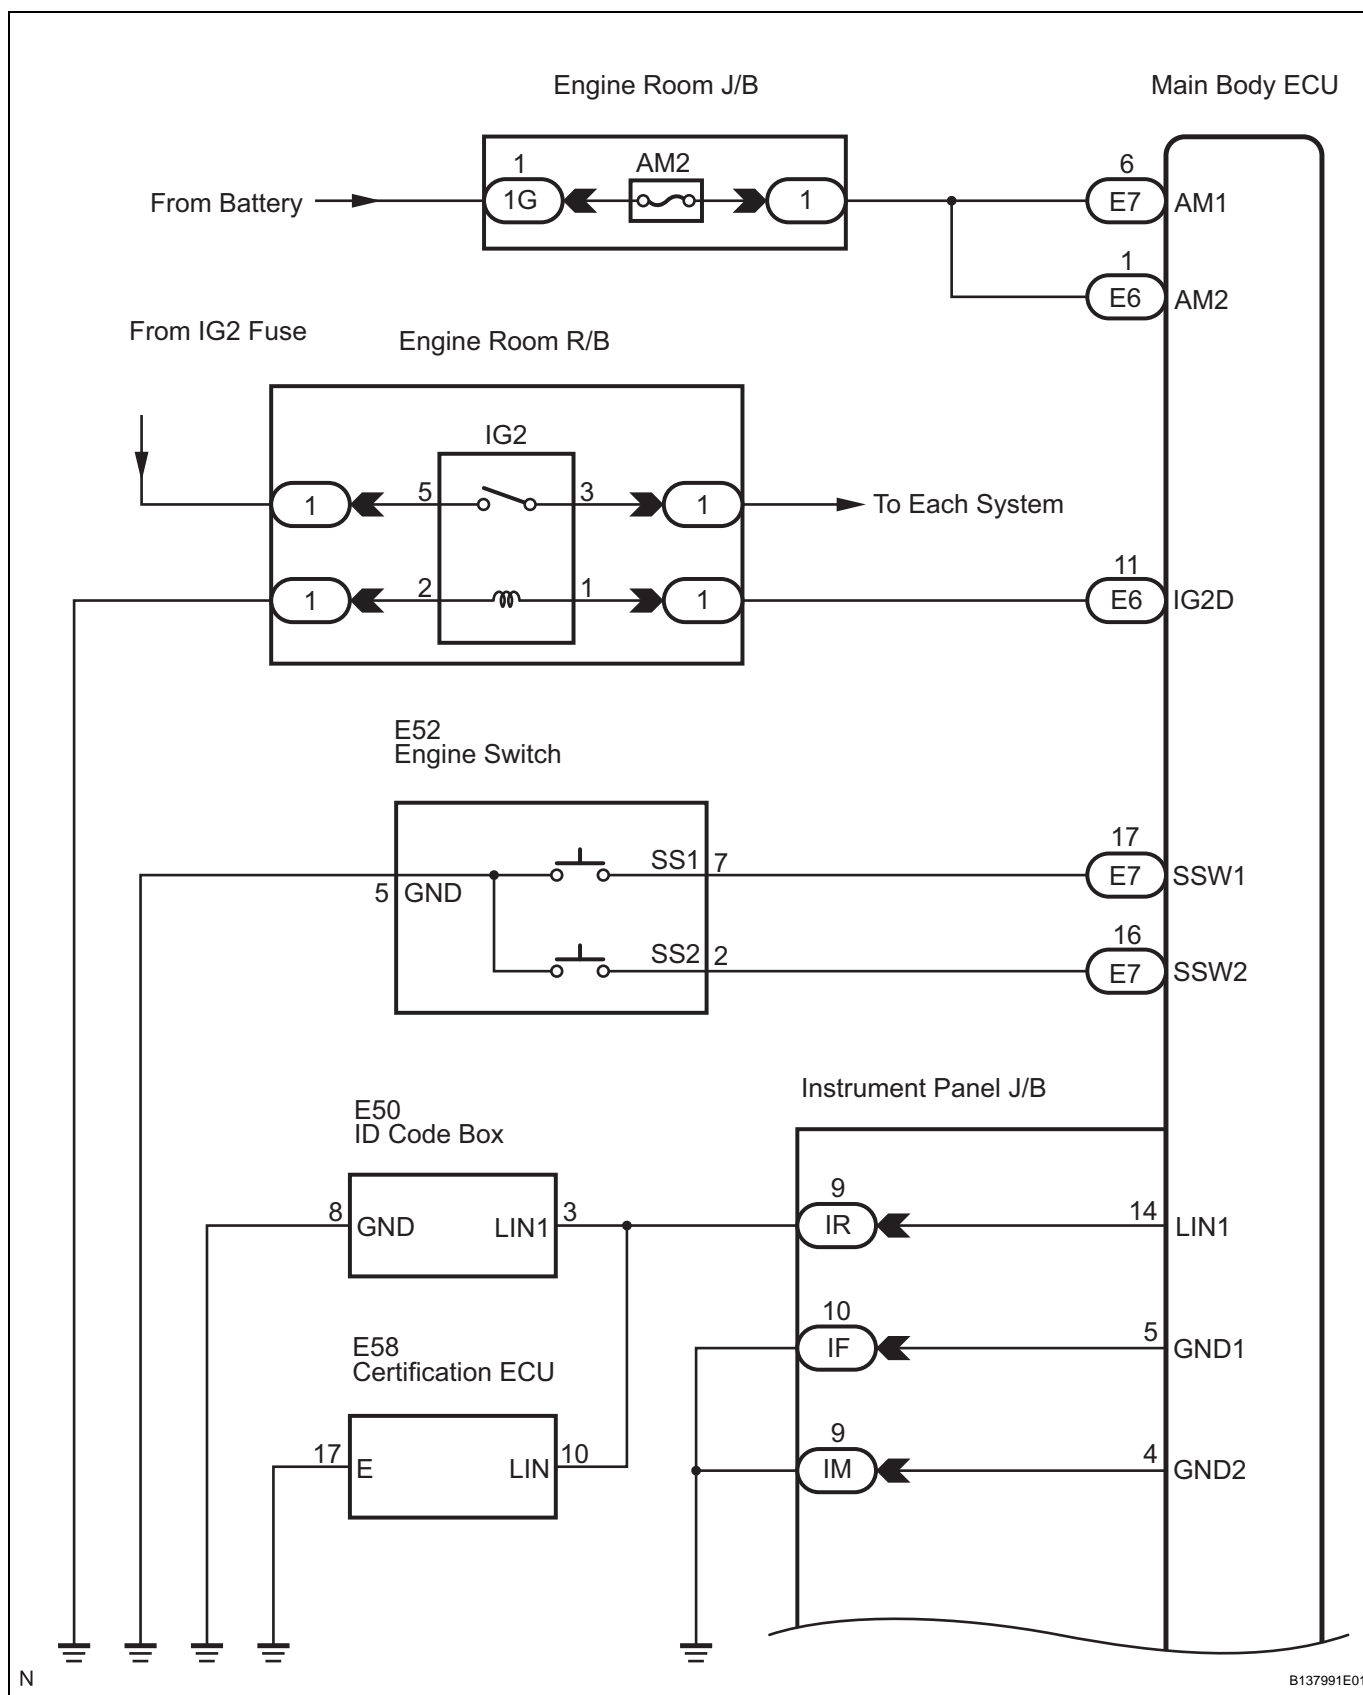 Engine Room J/B
Main Body ECU
1
AM2
6
From Battery
1G
1
E7
AM1
1
E6
AM2
From IG2 Fuse
Engine Room R/B
IG2
1
5
3
1
To Each System
1
2
1
1
11
E6
IG2D
E52
Engine Switch
SS1
7
17
E7
SSW1
5
GND
SS2
2
16
E7
SSW2
Instrument Panel J/B
E50
ID Code Box
8
GND
LIN1
3
9
IR
14
LIN1
10
IF
5
GND1
E58
Certification ECU
17
E
LIN
10
9
IM
4
GND2
N
B137991E01